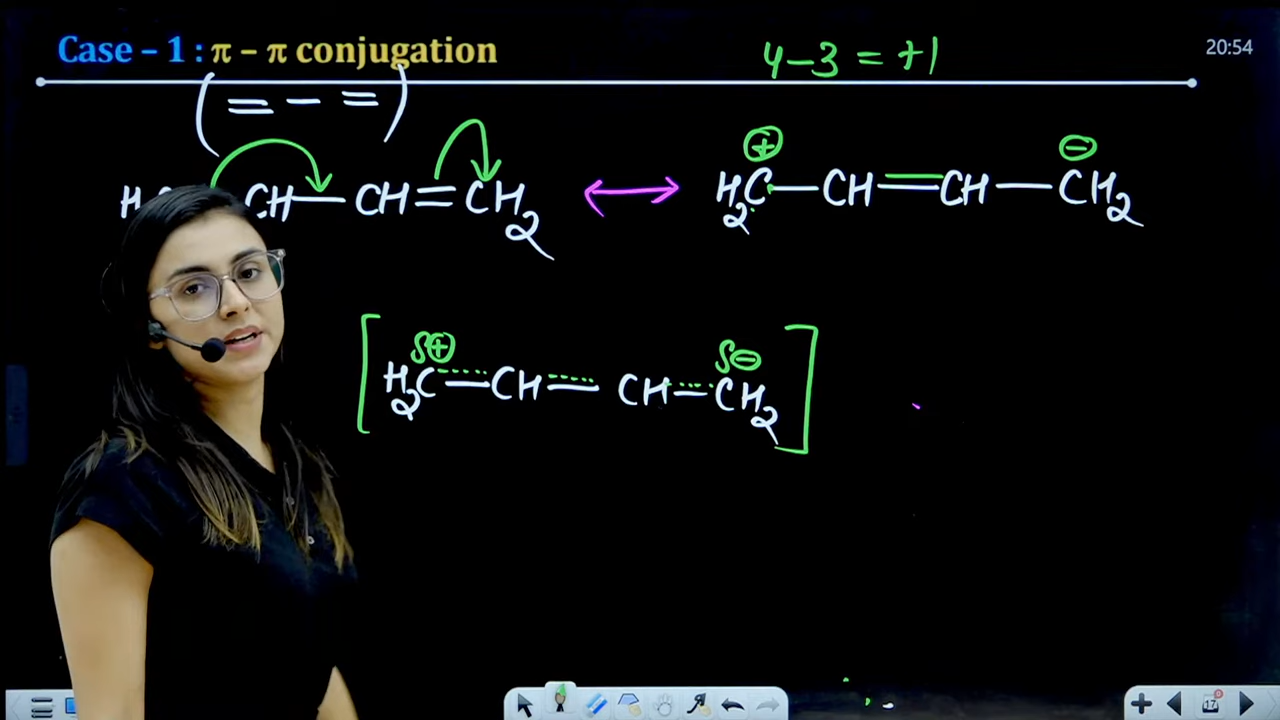 Case – 1 : π – π conjugation
4–3 = +1
20:54
(= – =)
CH–CH=CH2 ↔ H2C–CH=CH–CH2
⊕ ⊖
δ⊕ δ⊖
[H2C–CH=CH–CH2]
17